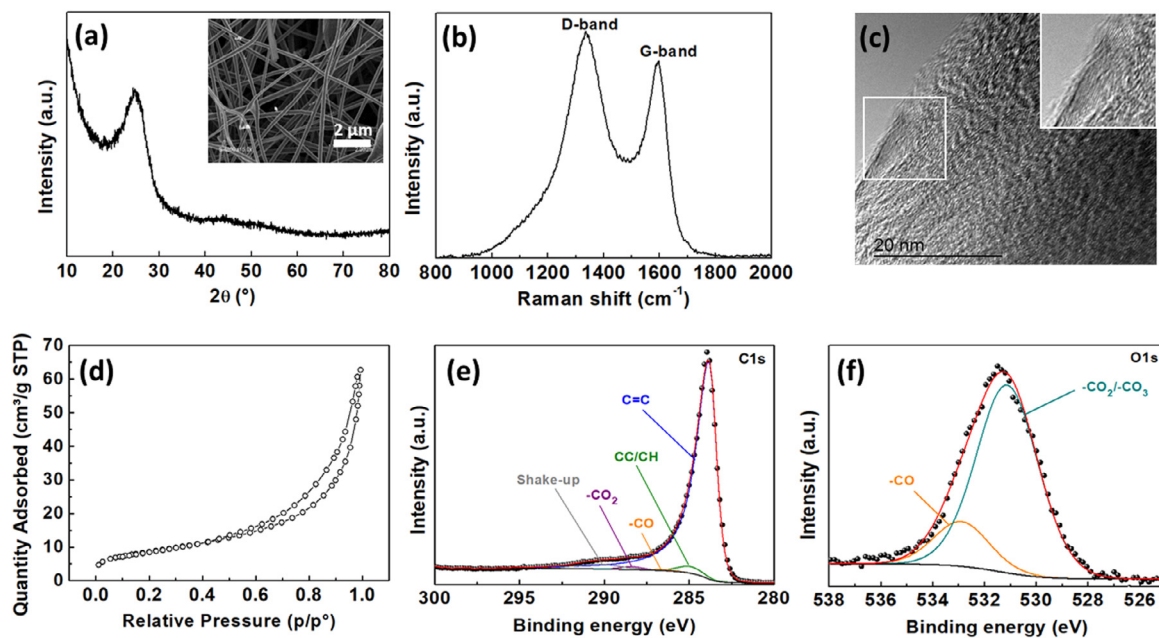 (a)
2 μm
Intensity (a.u.)
10 20 30 40 50 60 70 80
2θ (°)
(b)
D-band
G-band
Intensity (a.u.)
800 1000 1200 1400 1600 1800 2000
Raman shift (cm⁻¹)
(c)
20 nm
(d)
Quantity Adsorbed (cm³/g STP)
70
60
50
40
30
20
10
0
0.0 0.2 0.4 0.6 0.8 1.0
Relative Pressure (p/p°)
(e)
C1s
C=C
CC/CH
Shake-up
-CO₂
-CO
Intensity (a.u.)
300 296 292 288 284 280
Binding energy (eV)
(f)
O1s
-CO₂/-CO₃
-CO
Intensity (a.u.)
538 536 534 532 530 528 526
Binding energy (eV)